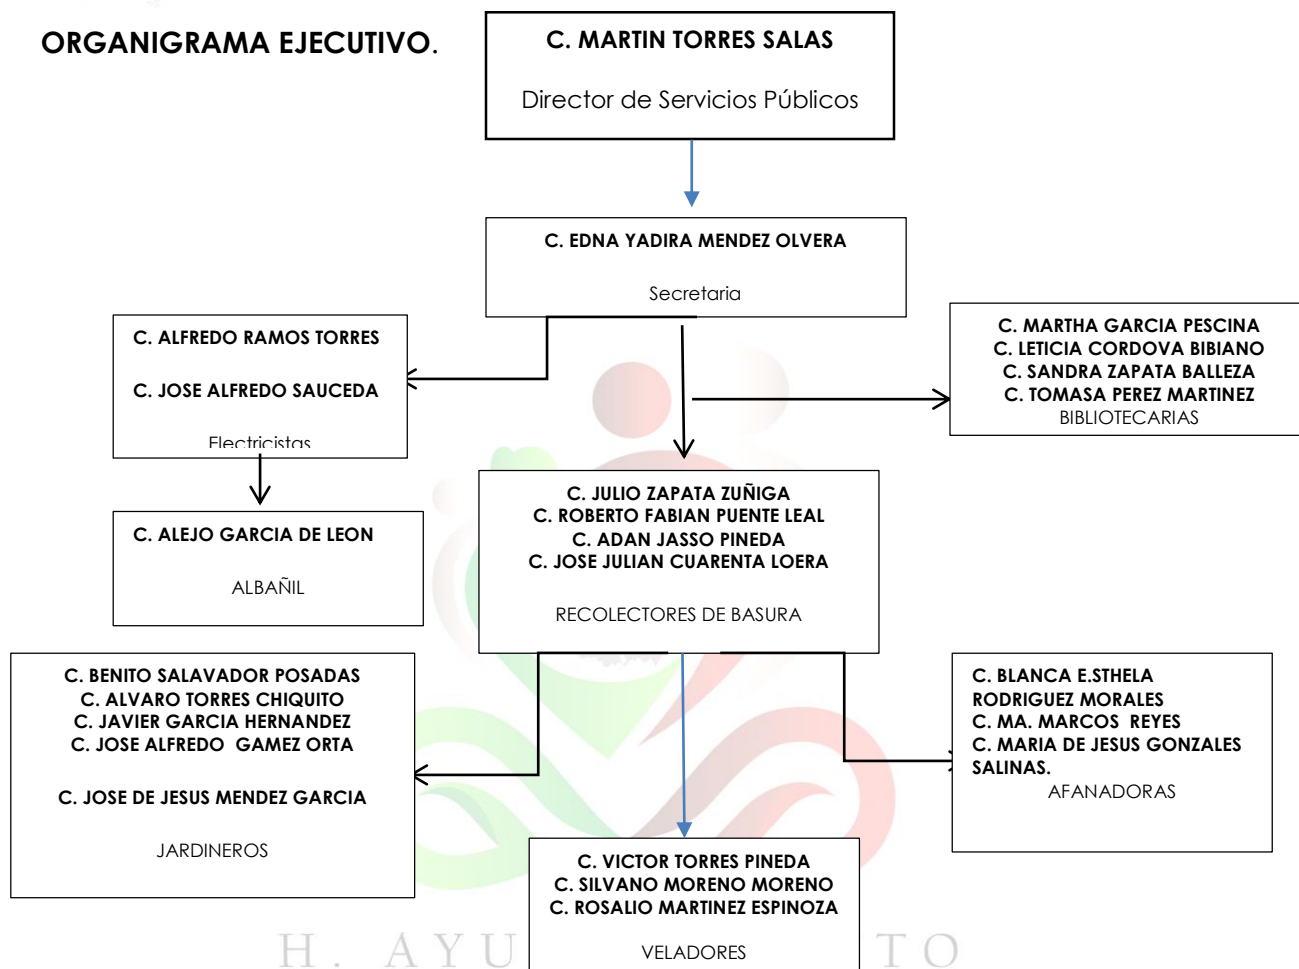 ORGANIGRAMA EJECUTIVO.
C. MARTIN TORRES SALAS
Director de Servicios Públicos
C. EDNA YADIRA MENDEZ OLVERA
Secretaria
C. ALFREDO RAMOS TORRES
C. JOSE ALFREDO SAUCEDA
Electricistas
C. MARTHA GARCIA PESCINA
C. LETICIA CORDOVA BIBIANO
C. SANDRA ZAPATA BALLEZA
C. TOMASA PEREZ MARTINEZ
BIBLIOTECARIAS
C. ALEJO GARCIA DE LEON
ALBAÑIL
C. JULIO ZAPATA ZUÑIGA
C. ROBERTO FABIAN PUENTE LEAL
C. ADAN JASSO PINEDA
C. JOSE JULIAN CUARENTA LOERA
RECOLECTORES DE BASURA
C. BENITO SALAVADOR POSADAS
C. ALVARO TORRES CHIQUITO
C. JAVIER GARCIA HERNANDEZ
C. JOSE ALFREDO GAMEZ ORTA
C. JOSE DE JESUS MENDEZ GARCIA
JARDINEROS
C. BLANCA E.STHELA
RODRIGUEZ MORALES
C. MA. MARCOS REYES
C. MARIA DE JESUS GONZALES
SALINAS.
AFANADORAS
C. VICTOR TORRES PINEDA
C. SILVANO MORENO MORENO
C. ROSALIO MARTINEZ ESPINOZA
VELADORES
H. AYU TO